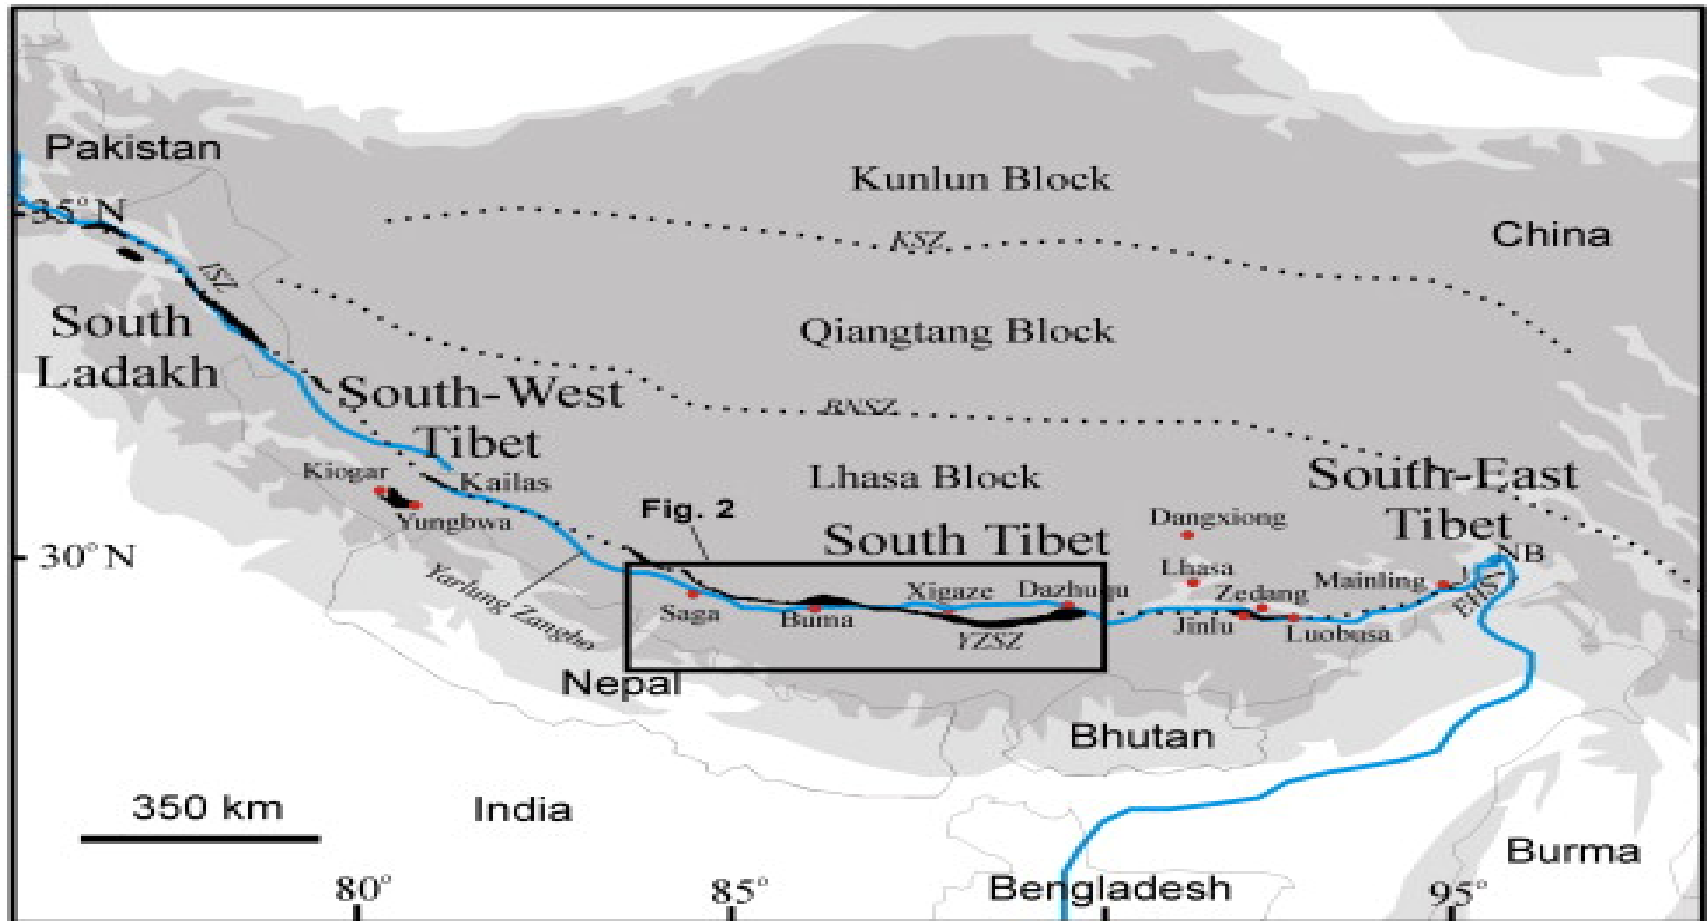 Pakistan
Kunlun Block
35°N
KSZ
China
ISZ
South
Ladakh
Qiangtang Block
South-West
Tibet
BNSZ
Kiogar
Kailas
Yungbwa
Lhasa Block
South-East
Tibet
Fig. 2
South Tibet
Dangxiong
30°N
NB
Yarlung Zangbo
Lhasa
Mainling
Saga
Buma
Xigaze
Dazhuqu
Zedang
EHS
YZSZ
Jinlu
Luobusa
Nepal
Bhutan
350 km
India
Burma
80°
85°
Bengladesh
95°